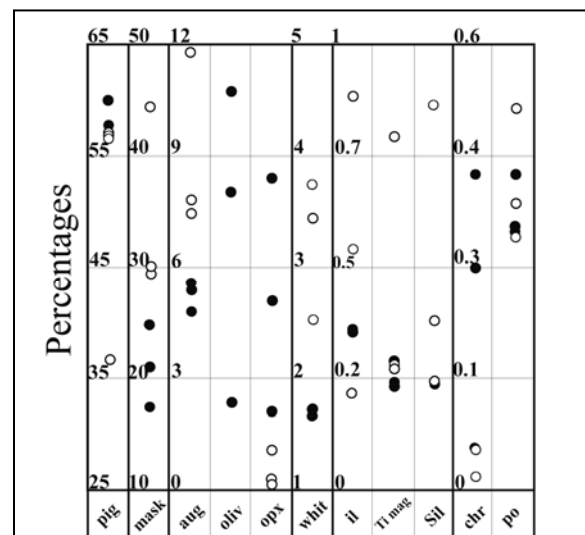 65 50 12 5 1 0.6
55 40 9 4 0.7 0.4
45 30 6 3 0.5 0.3
35 20 3 2 0.2 0.1
25 10 0 1 0 0
pig mask aug oliv opx whit il Ti mag Sil chr po
Percentages